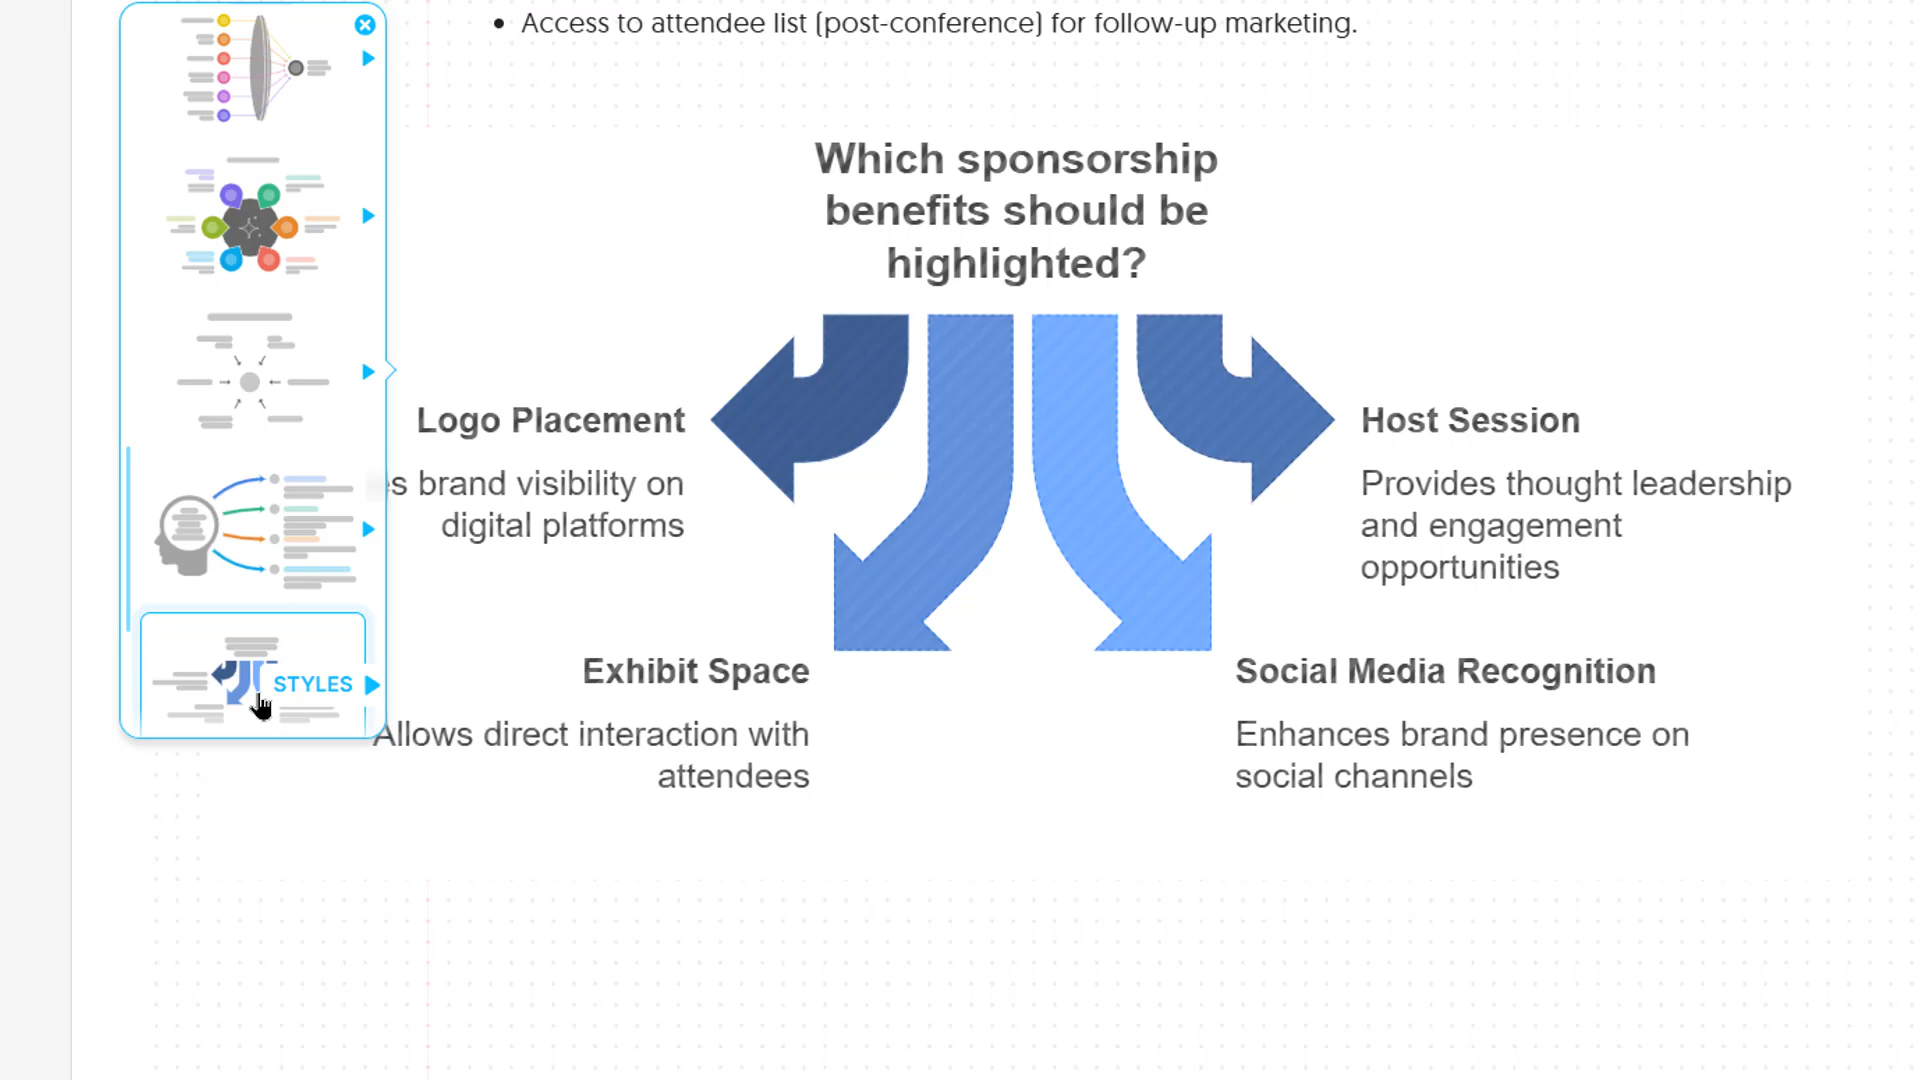 Access to attendee list (post-conference) for follow-up marketing.
Which sponsorship
benefits should be
highlighted?
Logo Placement
brand visibility on
digital platforms
Host Session
Provides thought leadership
and engagement
opportunities
STYLES
Exhibit Space
Allows direct interaction with
attendees
Social Media Recognition
Enhances brand presence on
social channels